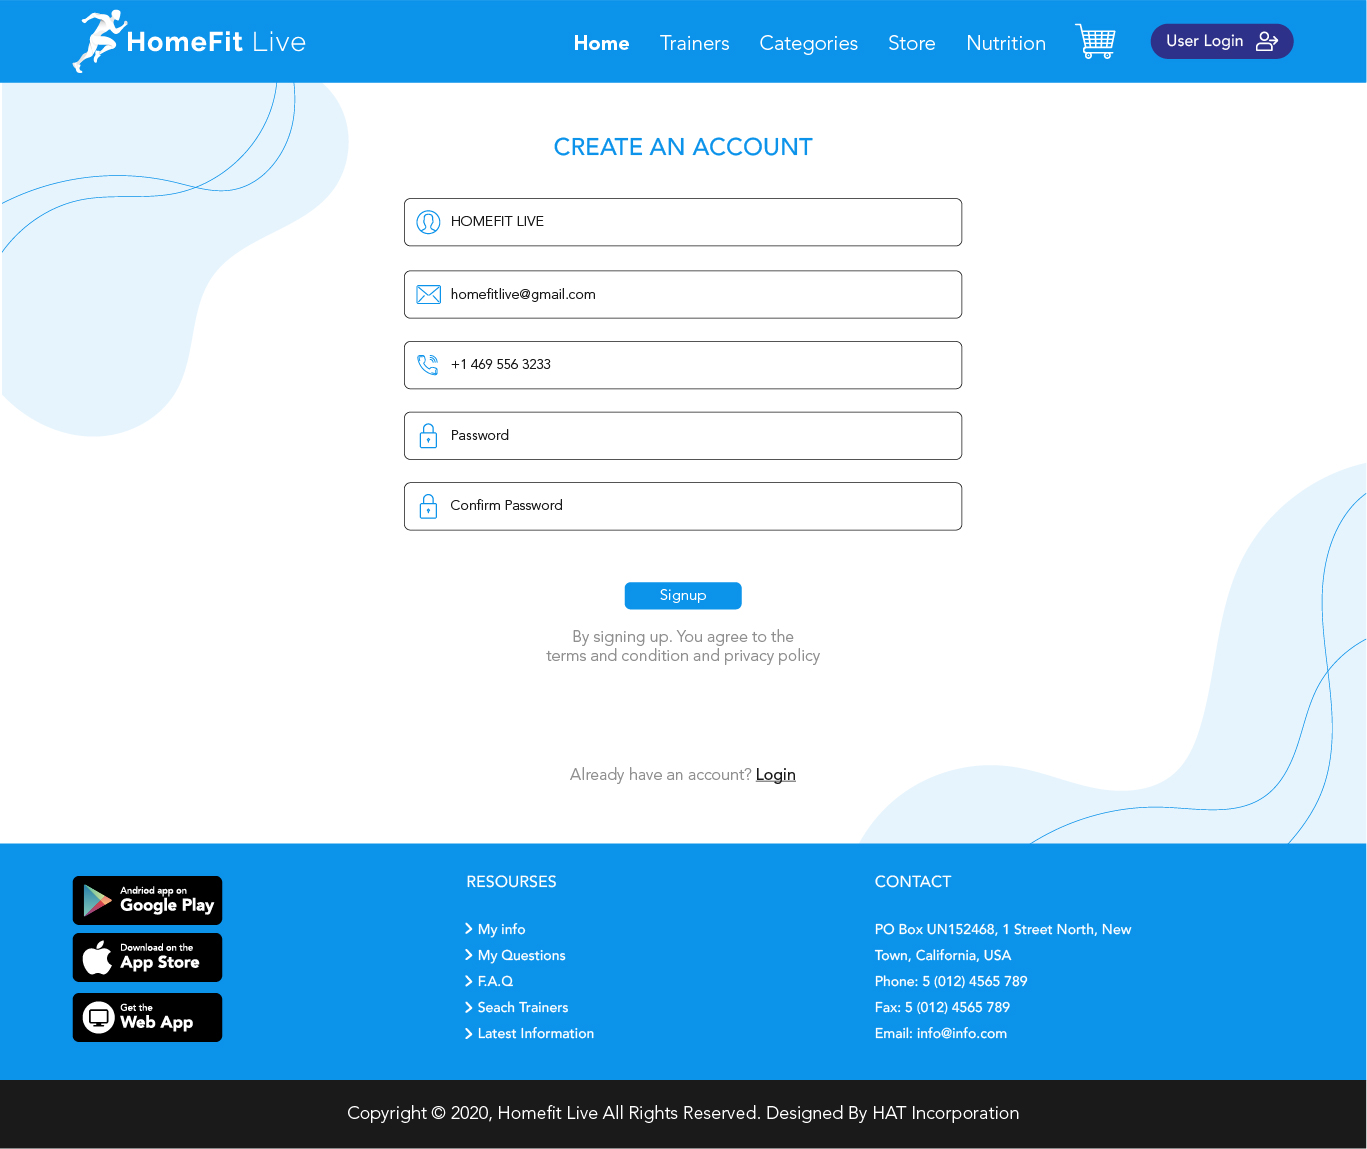 HomeFit Live
Home Trainers Categories Store Nutrition
User Login
CREATE AN ACCOUNT
HOMEFIT LIVE
homefitlive@gmail.com
+1 469 556 3233
Password
Confirm Password
Signup
By signing up. You agree to the
terms and condition and privacy policy
Already have an account? Login
Andriod app on
Google Play
Download on the
App Store
Get the
Web App
RESOURSES
My info
My Questions
F.A.Q
Seach Trainers
Latest Information
CONTACT
PO Box UN152468, 1 Street North, New
Town, California, USA
Phone: 5 (012) 4565 789
Fax: 5 (012) 4565 789
Email: info@info.com
Copyright © 2020, Homefit Live All Rights Reserved. Designed By HAT Incorporation